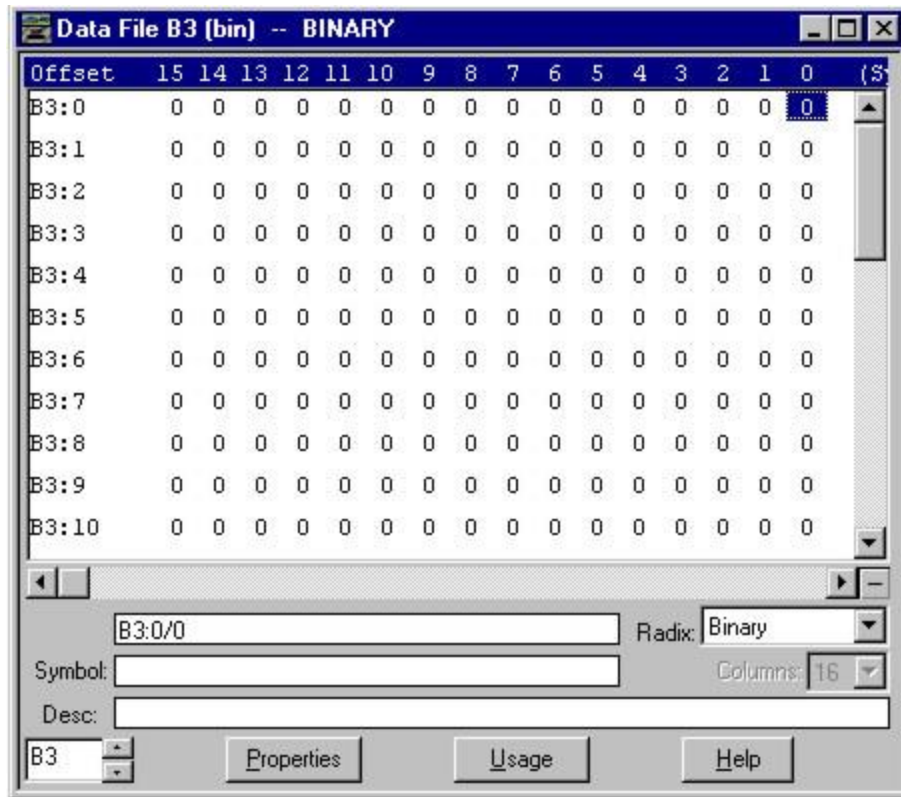 Data File B3 (bin) -- BINARY
Offset 15 14 13 12 11 10 9 8 7 6 5 4 3 2 1 0 (Sy
B3:0 0 0 0 0 0 0 0 0 0 0 0 0 0 0 0 0
B3:1 0 0 0 0 0 0 0 0 0 0 0 0 0 0 0 0
B3:2 0 0 0 0 0 0 0 0 0 0 0 0 0 0 0 0
B3:3 0 0 0 0 0 0 0 0 0 0 0 0 0 0 0 0
B3:4 0 0 0 0 0 0 0 0 0 0 0 0 0 0 0 0
B3:5 0 0 0 0 0 0 0 0 0 0 0 0 0 0 0 0
B3:6 0 0 0 0 0 0 0 0 0 0 0 0 0 0 0 0
B3:7 0 0 0 0 0 0 0 0 0 0 0 0 0 0 0 0
B3:8 0 0 0 0 0 0 0 0 0 0 0 0 0 0 0 0
B3:9 0 0 0 0 0 0 0 0 0 0 0 0 0 0 0 0
B3:10 0 0 0 0 0 0 0 0 0 0 0 0 0 0 0 0
B3:0/0 Radix: Binary
Symbol: Columns: 16
Desc:
B3 Properties Usage Help